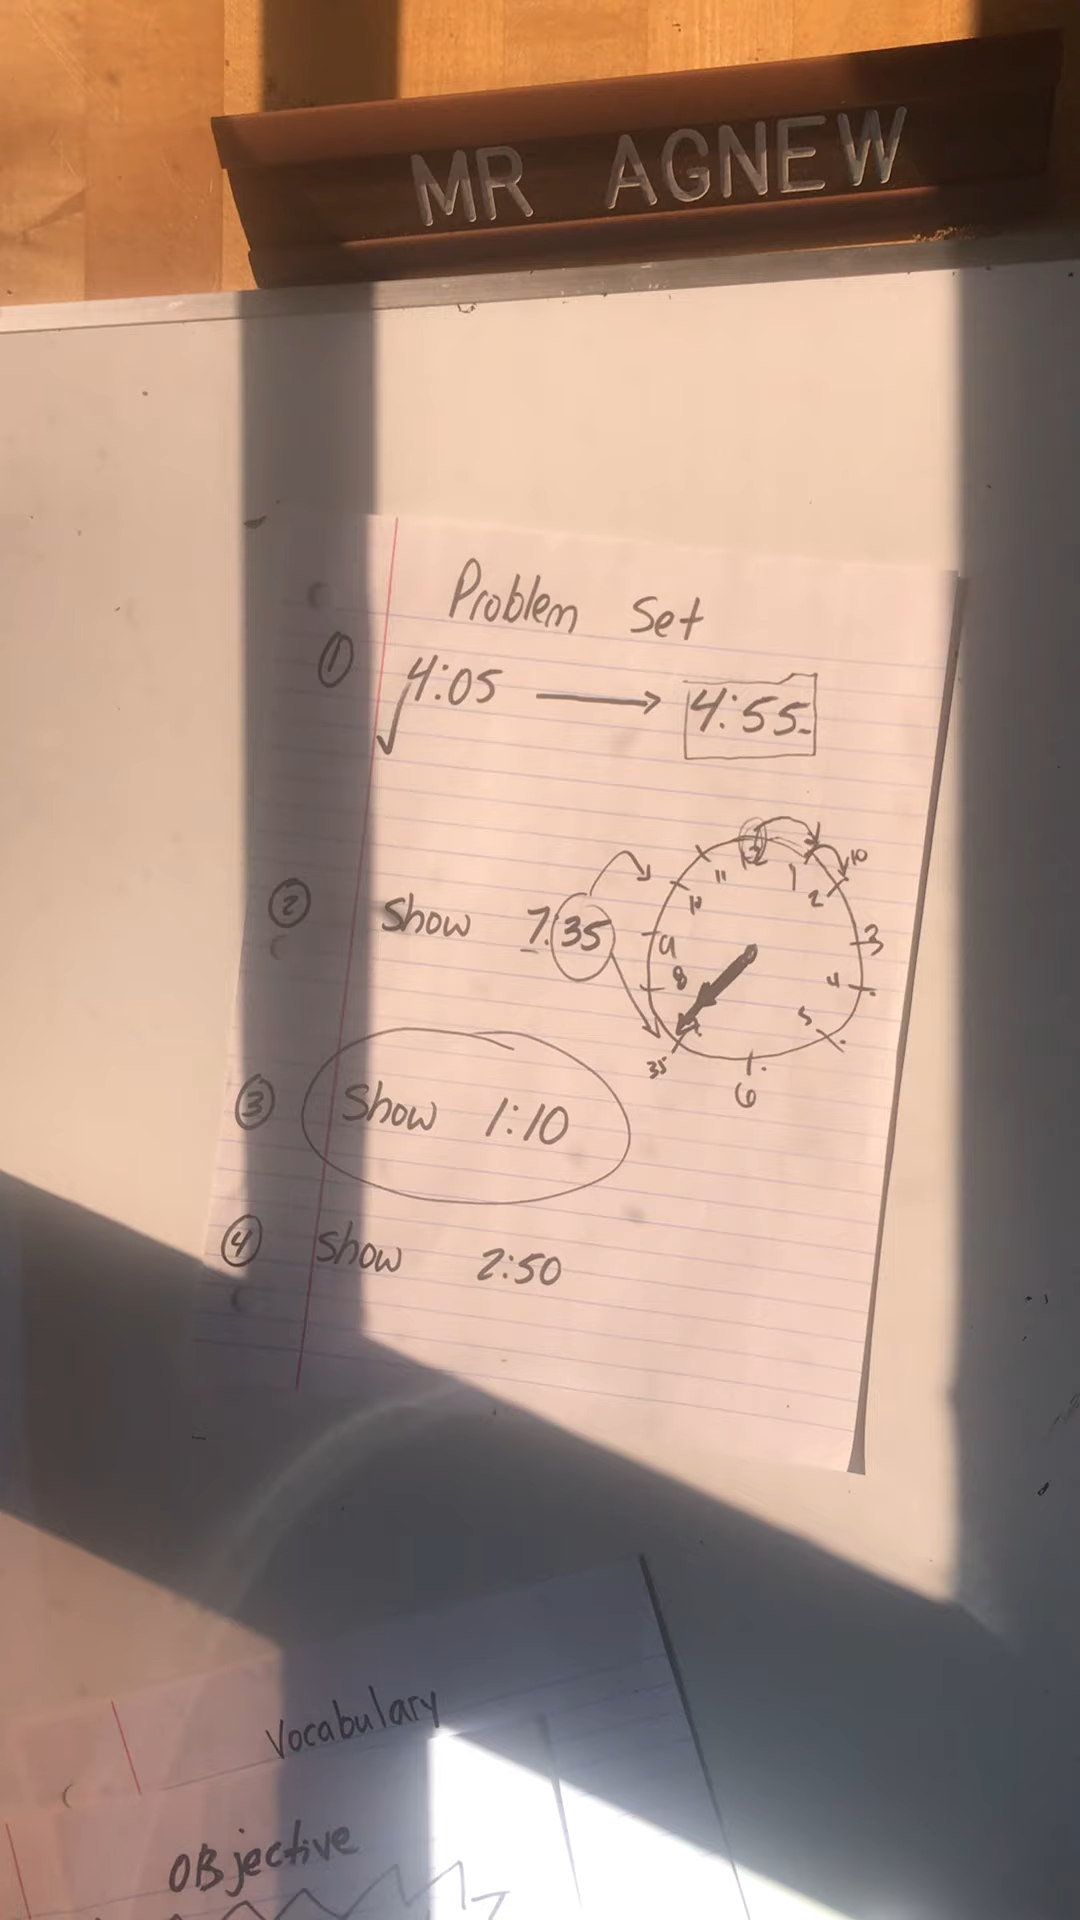 MR AGNEW
Problem Set
① 4:05 → 4:55
② Show 7:35
12
1
2
3
4
5
6
8
9
10
11
10
35
③ Show 1:10
④ Show 2:50
Vocabulary
OBjective